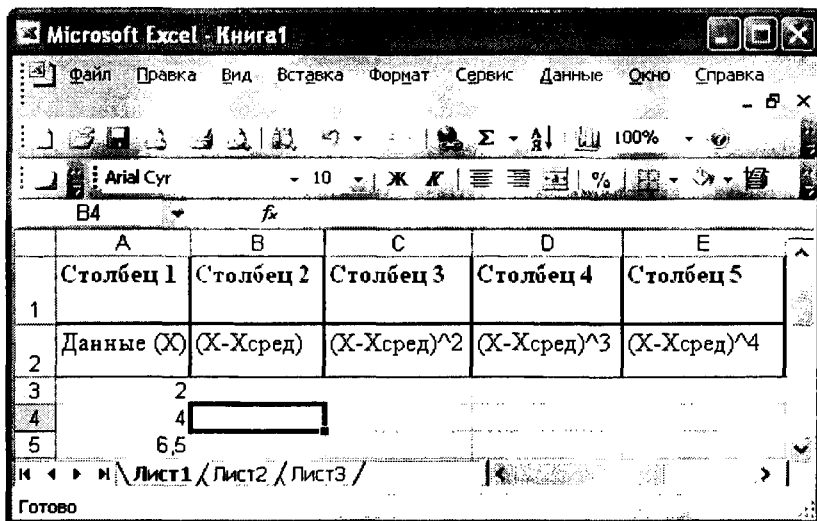 Microsoft Excel - Книга1
Файл Правка Вид Вставка Формат Сервис Данные Окно Справка
100%
Arial Cyr 10 Ж К %
B4 fx
A B C D E
1 Столбец 1 Столбец 2 Столбец 3 Столбец 4 Столбец 5
2 Данные (X) (X-Xсред) (X-Xсред)^2 (X-Xсред)^3 (X-Xсред)^4
3 2
4 4
5 6,5
Лист1 Лист2 Лист3
Готово